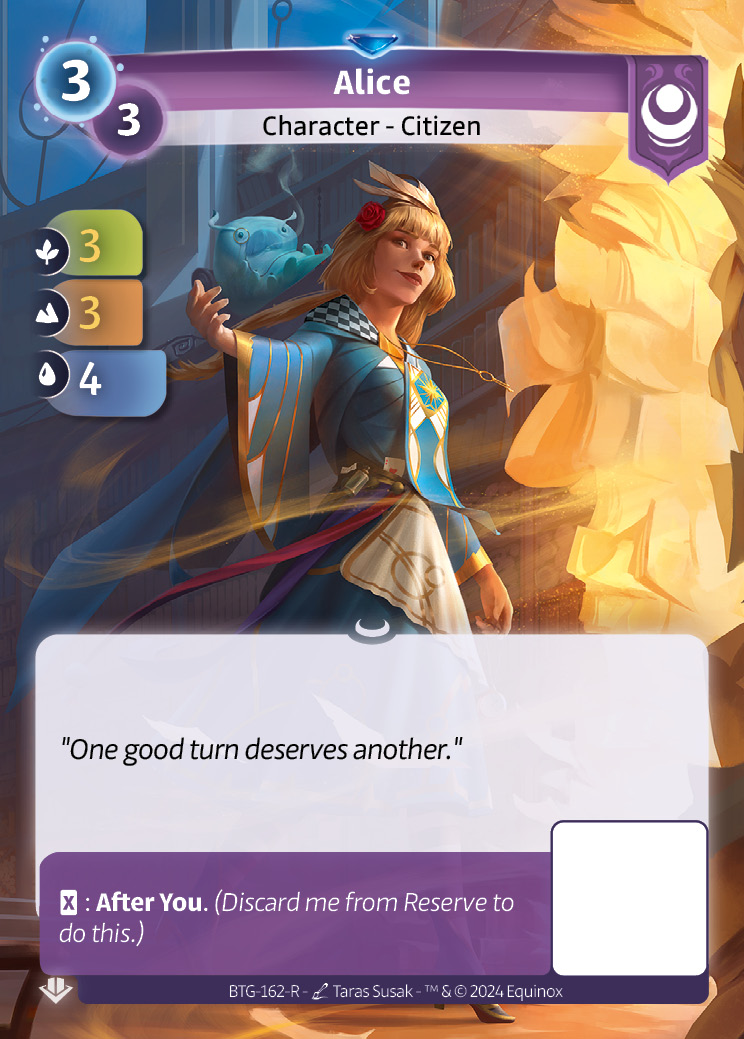 3
Alice
3
Character - Citizen
3
3
4
"One good turn deserves another."
X : After You. (Discard me from Reserve to
do this.)
BTG-162-R - Taras Susak - ™ & © 2024 Equinox